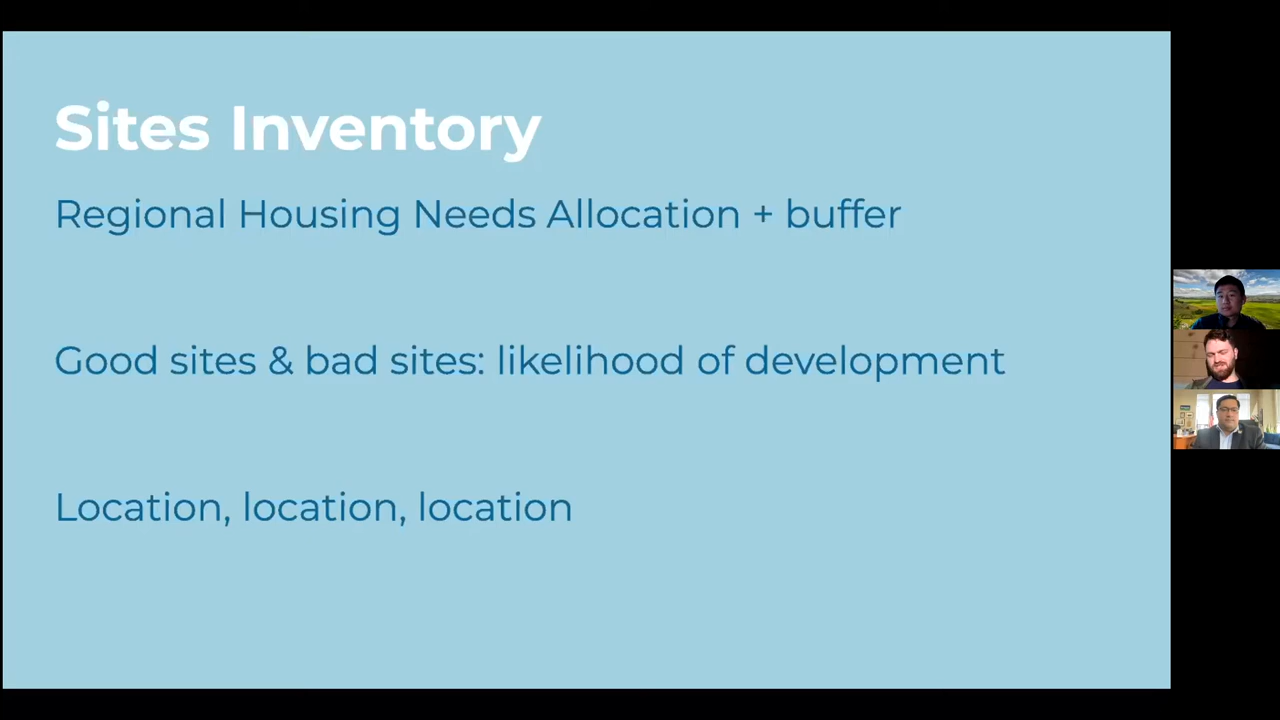 Sites Inventory
Regional Housing Needs Allocation + buffer
Good sites & bad sites: likelihood of development
Location, location, location